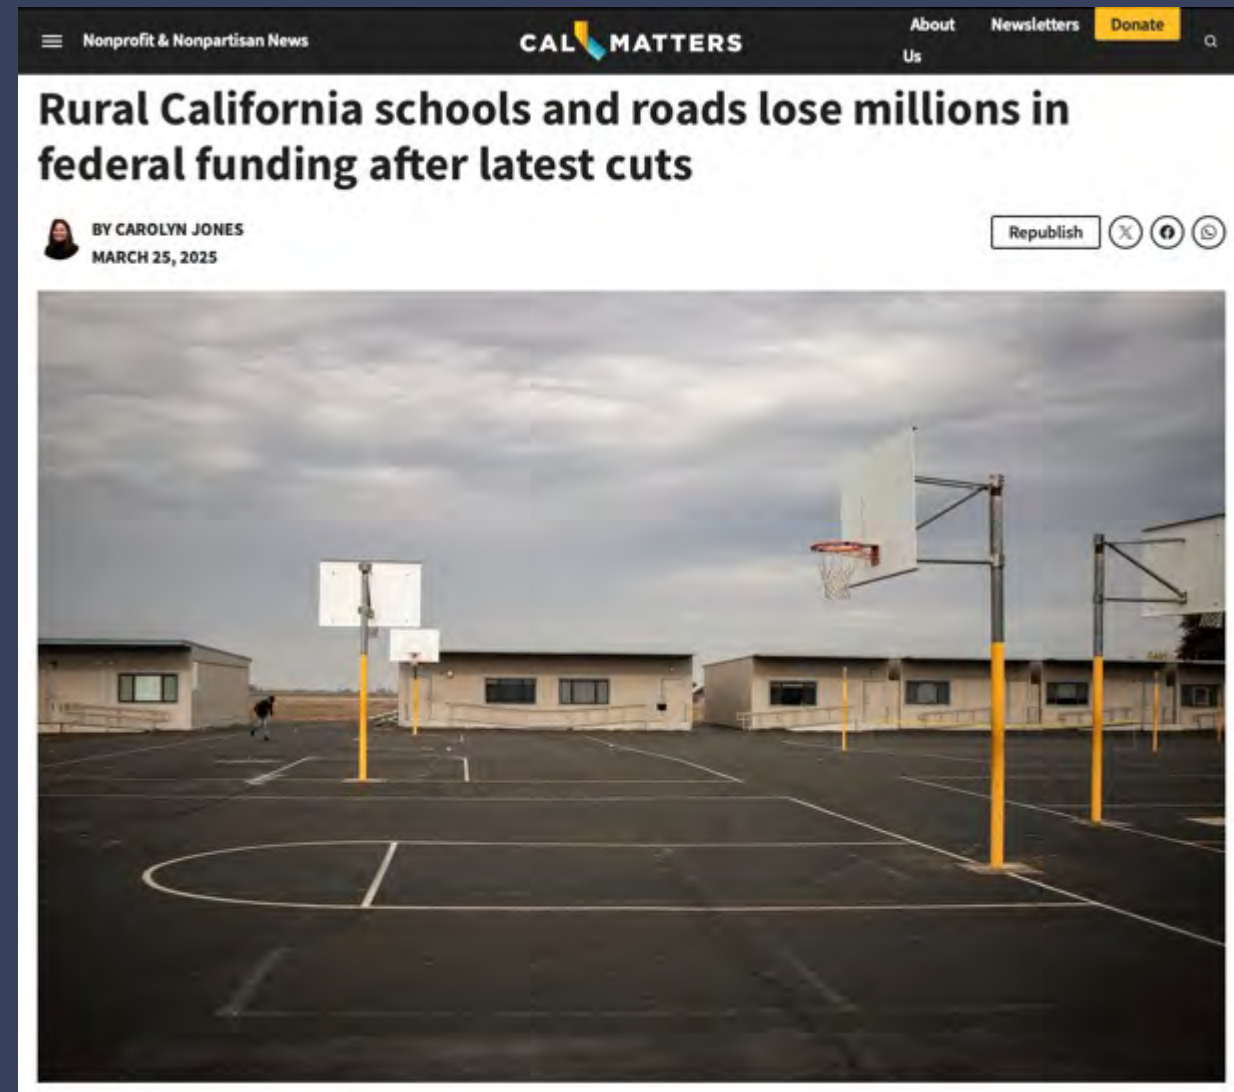 Nonprofit & Nonpartisan News
CAL MATTERS
About Us
Newsletters
Donate
Rural California schools and roads lose millions in
federal funding after latest cuts
BY CAROLYN JONES
MARCH 25, 2025
Republish